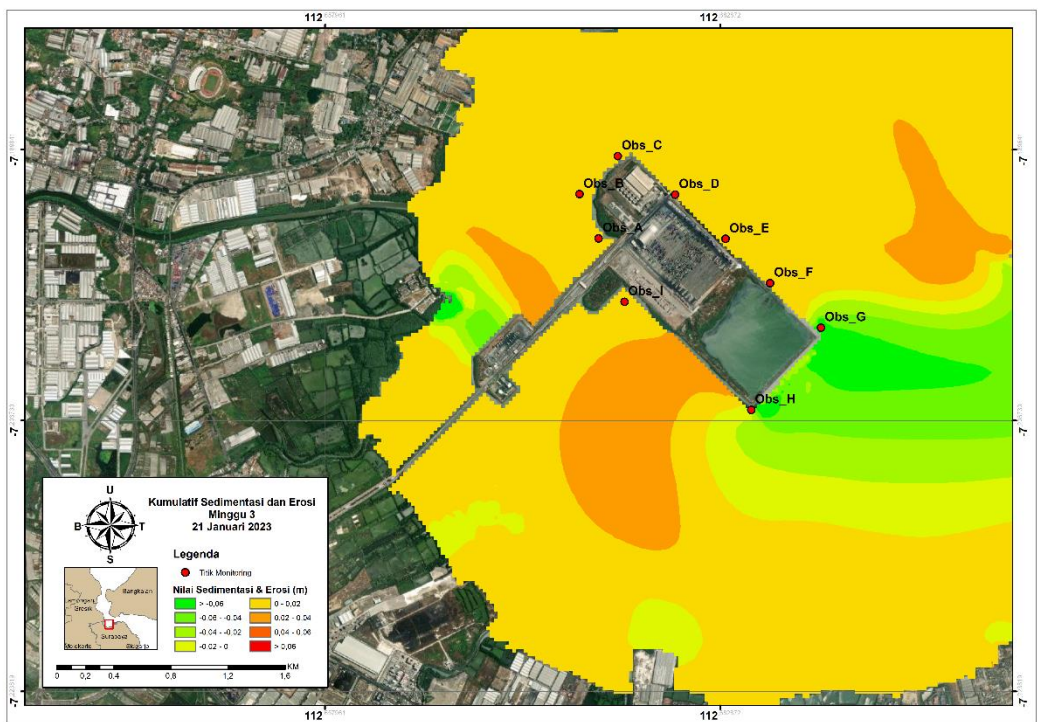 112
112
-7
-7
Obs_C
Obs_B
Obs_D
Obs_A
Obs_E
Obs_F
Obs_I
Obs_G
Obs_H
-7
-7
U
B T
S
Kumulatif Sedimentasi dan Erosi
Minggu 3
21 Januari 2023
Legenda
Titik Monitoring
Nilai Sedimentasi & Erosi (m)
> -0,06
-0.06 - -0.04
-0.04 - -0.02
-0.02 - 0
0 - 0,02
0.02 - 0.04
0,04 - 0.06
> 0,06
Bangkalan
Gresik
Surabaya
0 0,4 0,8 1,2 1,6
KM
-7
-7
112
112